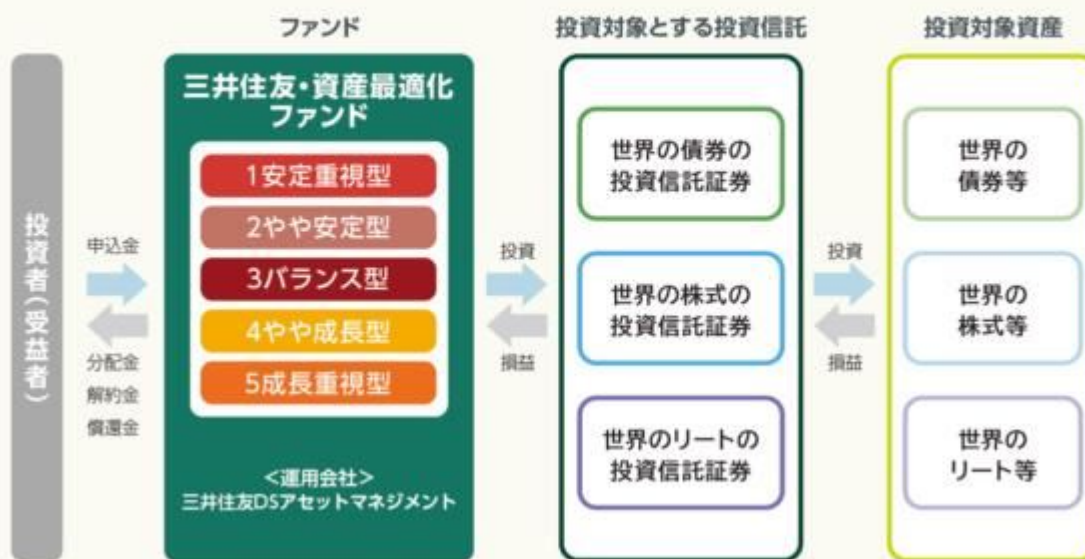 ファンド
投資対象とする投資信託
投資対象資産
投資者(受益者)
申込金
分配金
解約金
償還金
三井住友・資産最適化
ファンド
1安定重視型
2やや安定型
3バランス型
4やや成長型
5成長重視型
<運用会社>
三井住友DSアセットマネジメント
投資
損益
世界の債券の
投資信託証券
世界の株式の
投資信託証券
世界のリートの
投資信託証券
投資
損益
世界の
債券等
世界の
株式等
世界の
リート等